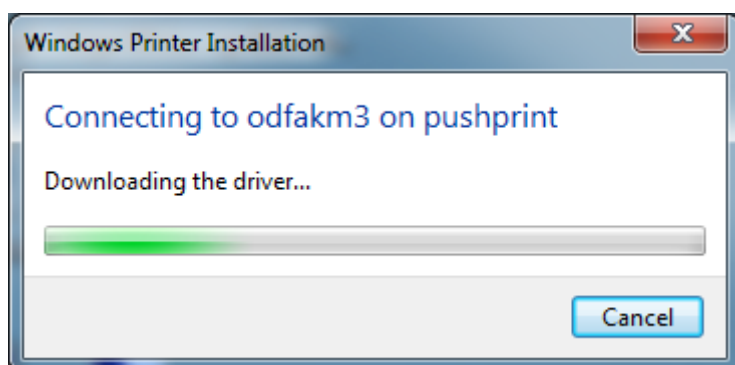 Windows Printer Installation
Connecting to odfakm3 on pushprint
Downloading the driver...
Cancel